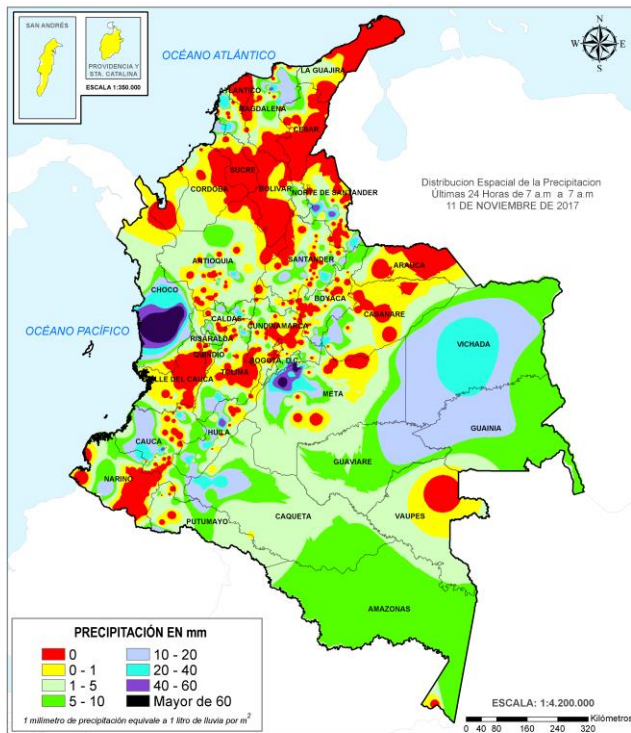 SAN ANDRÉS
PROVIDENCIA Y
STA. CATALINA
ESCALA 1:350.000
OCÉANO ATLÁNTICO
N
W E
S
LA GUAJIRA
ATLANTICO
MAGDALENA
CESAR
SUCRE
CORDOBA
BOLIVAR
NORTE DE SANTANDER
Distribucion Espacial de la Precipitacion
Últimas 24 Horas de 7 a.m a 7 a.m
11 DE NOVIEMBRE DE 2017
ANTIOQUIA
SANTANDER
ARAUCA
CHOCO
BOYACA
CASANARE
OCÉANO PACÍFICO
CALDAS
CUNDINAMARCA
RISARALDA
VICHADA
QUINDIO
BOGOTA, D.C.
TOLIMA
VALLE DEL CAUCA
META
GUAINIA
HUILA
CAUCA
GUAVIARE
NARIÑO
CAQUETA
VAUPES
PUTUMAYO
AMAZONAS
PRECIPITACIÓN EN mm
0 10 - 20
0 - 1 20 - 40
1 - 5 40 - 60
5 - 10 Mayor de 60
1 milimetro de precipitación equivale a 1 litro de lluvia por m²
ESCALA: 1:4.200.000
Kilómetros
0 40 80 160 240 320